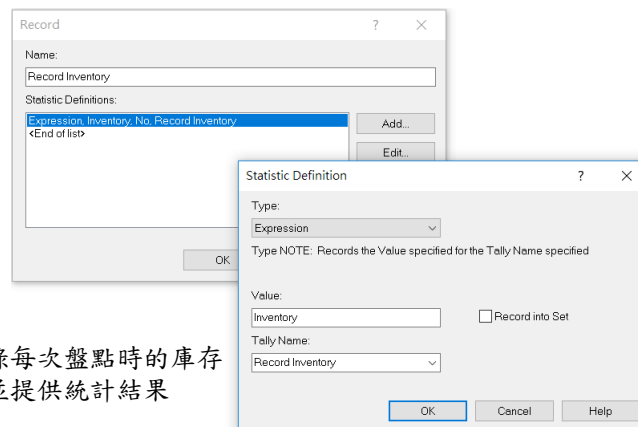 Record ? ×
Name:
Record Inventory
Statistic Definitions:
Expression, Inventory, No, Record Inventory
<End of list>
Add...
Edit...
OK
Statistic Definition ? ×
Type:
Expression
Type NOTE: Records the Value specified for the Tally Name specified
Value:
Inventory
Record into Set
Tally Name:
Record Inventory
OK Cancel Help
每次盤點時的庫存
提供統計結果